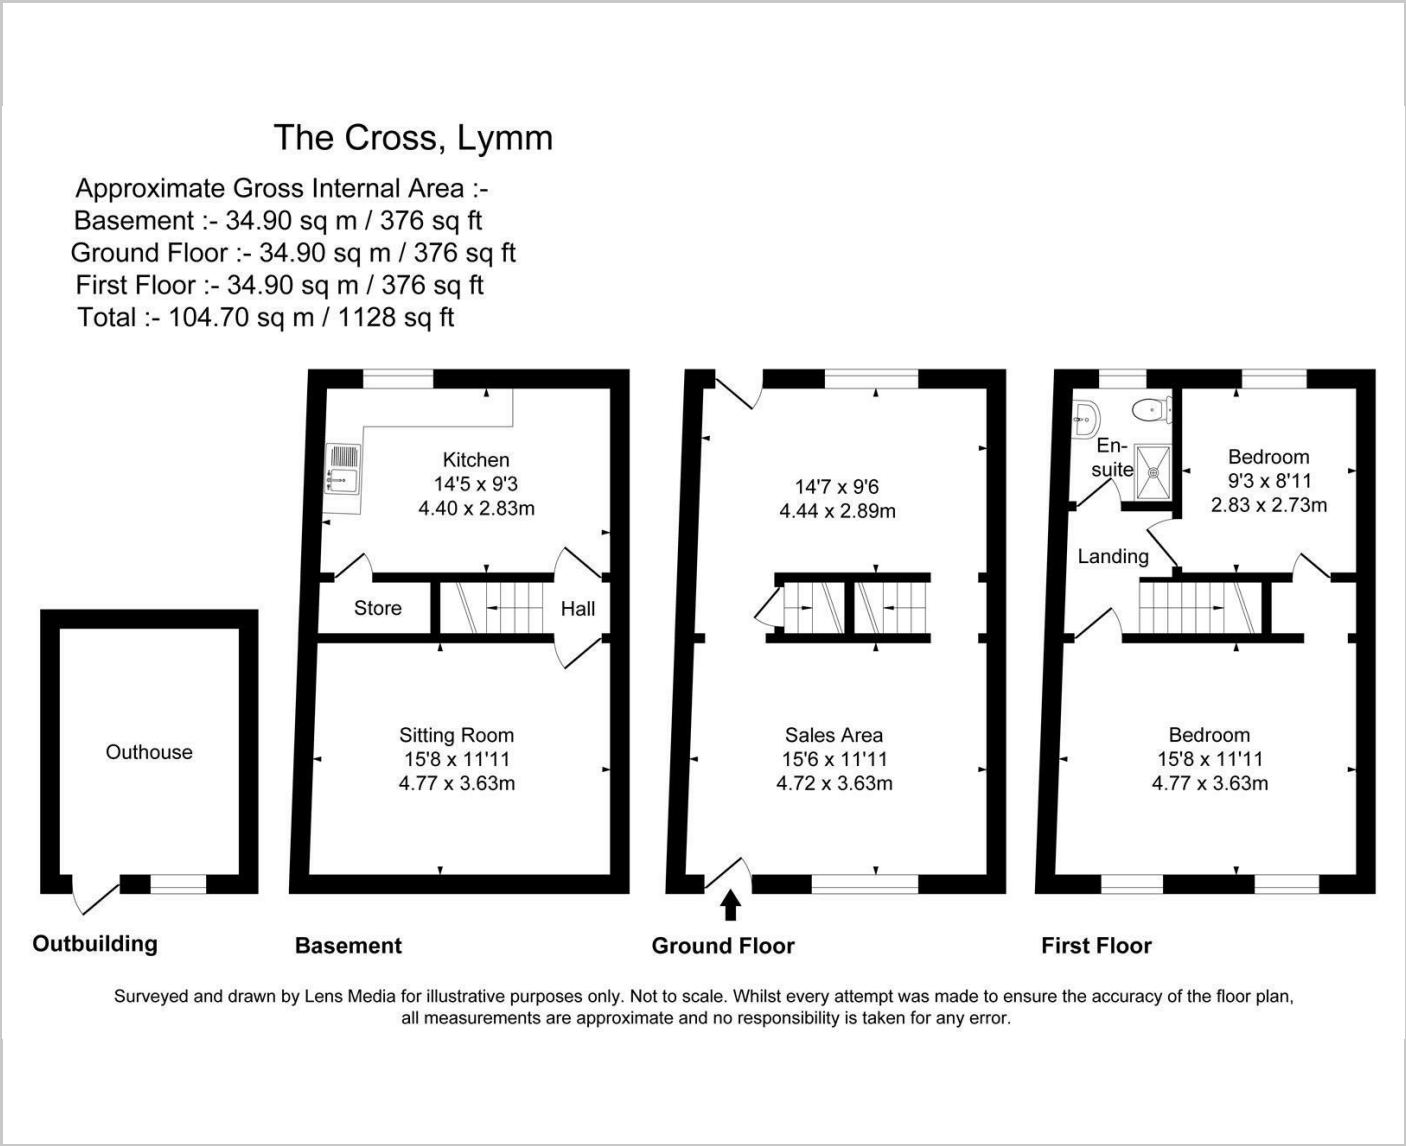 The Cross, Lymm
Approximate Gross Internal Area :-
Basement :- 34.90 sq m / 376 sq ft
Ground Floor :- 34.90 sq m / 376 sq ft
First Floor :- 34.90 sq m / 376 sq ft
Total :- 104.70 sq m / 1128 sq ft
Outhouse
Outbuilding
Kitchen
14'5 x 9'3
4.40 x 2.83m
Store
Hall
Sitting Room
15'8 x 11'11
4.77 x 3.63m
Basement
14'7 x 9'6
4.44 x 2.89m
Sales Area
15'6 x 11'11
4.72 x 3.63m
Ground Floor
En-
suite
Bedroom
9'3 x 8'11
2.83 x 2.73m
Landing
Bedroom
15'8 x 11'11
4.77 x 3.63m
First Floor
Surveyed and drawn by Lens Media for illustrative purposes only. Not to scale. Whilst every attempt was made to ensure the accuracy of the floor plan,
all measurements are approximate and no responsibility is taken for any error.